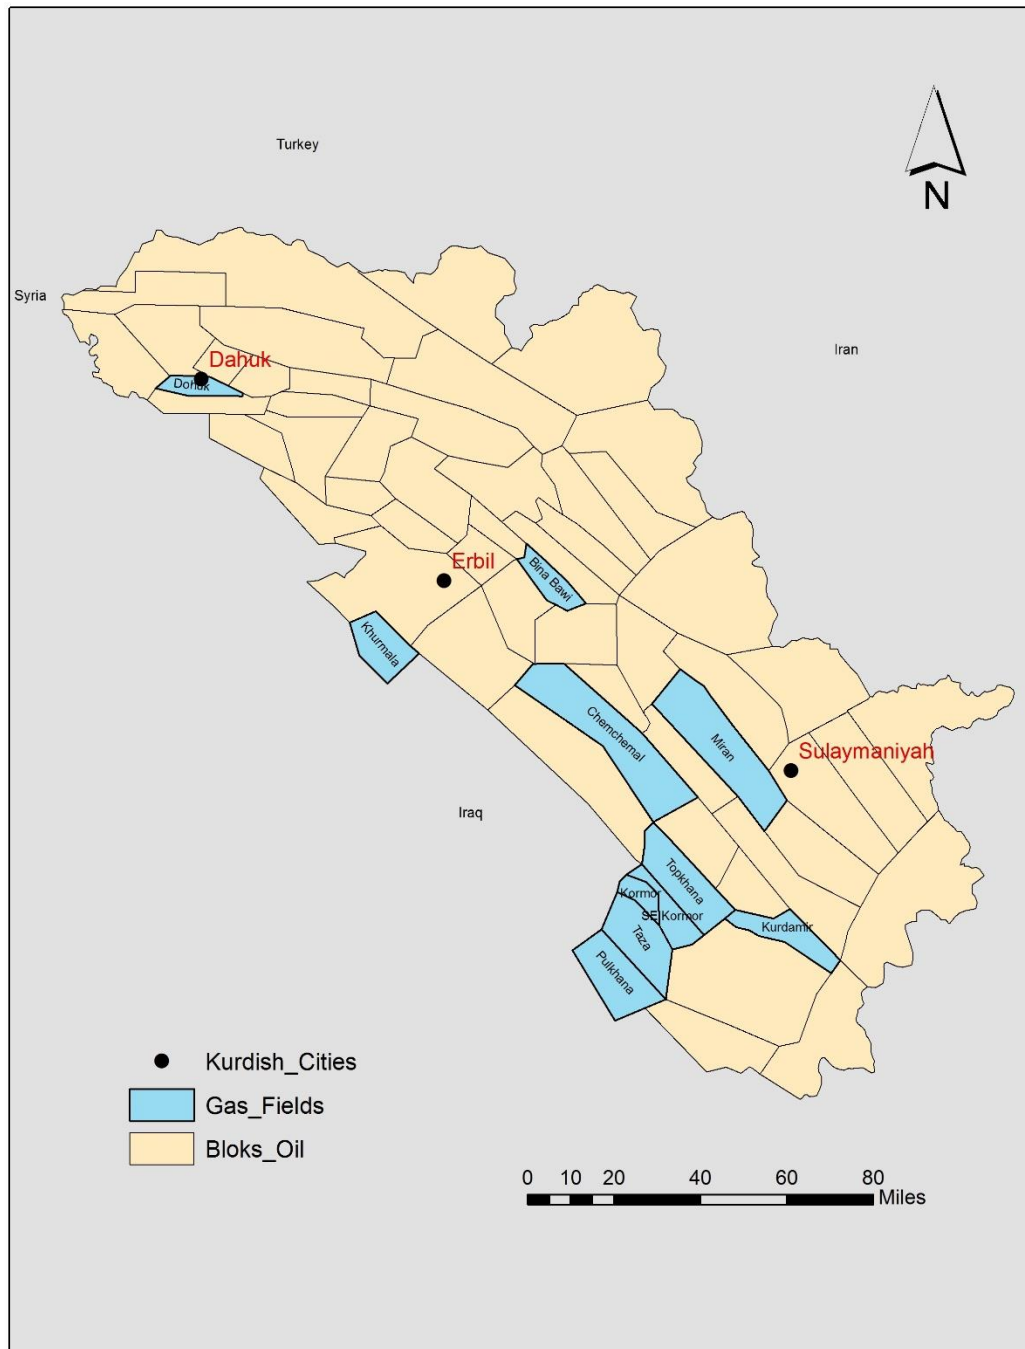 Turkey
N
Syria
Iran
Dahuk
Dohuk
Erbil
Bina Bawi
Khurmala
Chemchemal
Miran
Sulaymaniyah
Iraq
Topkhana
Kormor
SE Kormor
Taza
Kurdamir
Pulkhana
Kurdish_Cities
Gas_Fields
Bloks_Oil
0 10 20 40 60 80
Miles